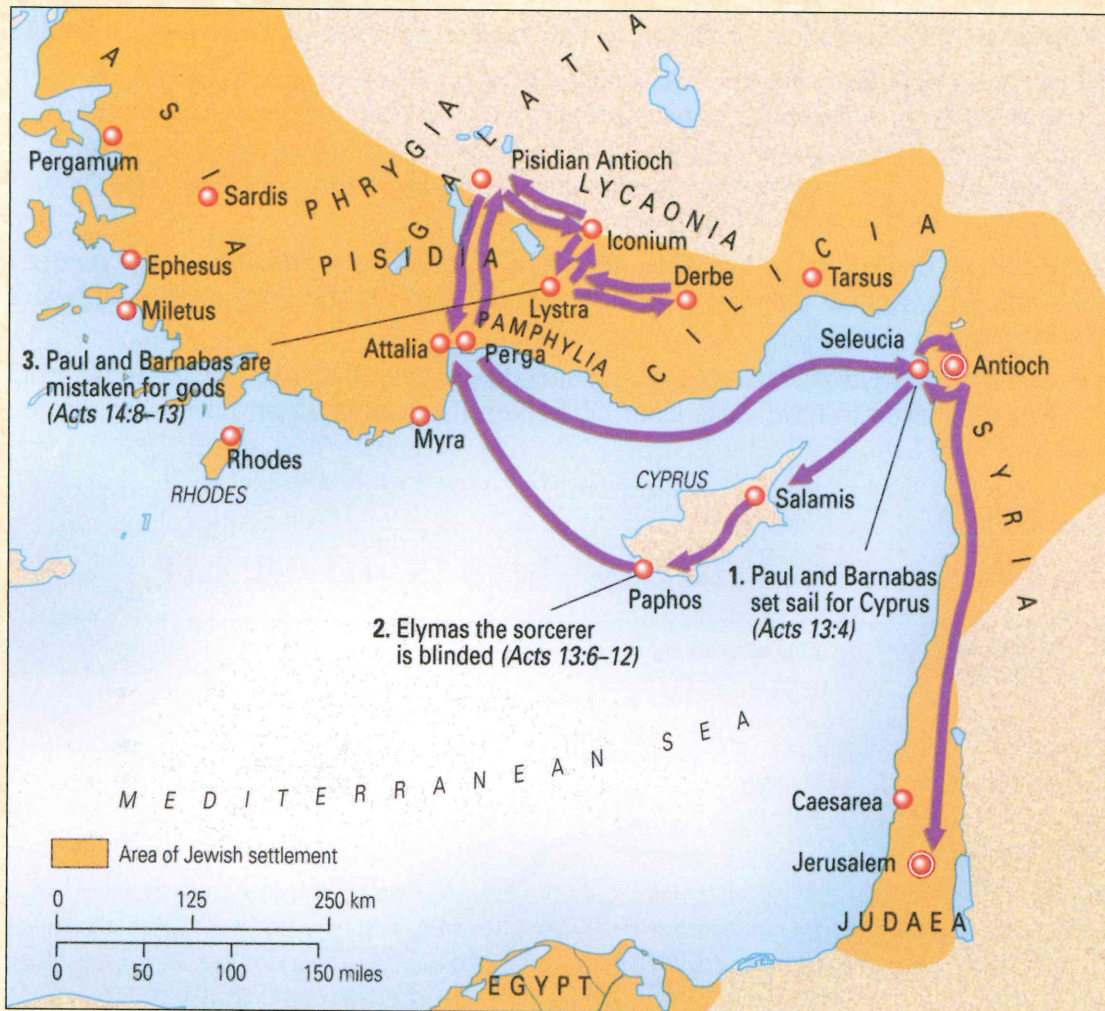 ASIA
GALATIA
PHRYGIA
Pergamum
Pisidian Antioch
LYCAONIA
Sardis
Iconium
PISIDIA
CILICIA
Ephesus
Derbe
Tarsus
Miletus
Lystra
PAMPHYLIA
Attalia
Perga
Seleucia
Antioch
3. Paul and Barnabas are
mistaken for gods
(Acts 14:8–13)
Myra
SYRIA
Rhodes
RHODES
CYPRUS
Salamis
Paphos
1. Paul and Barnabas
set sail for Cyprus
(Acts 13:4)
2. Elymas the sorcerer
is blinded (Acts 13:6–12)
MEDITERRANEAN SEA
Caesarea
Area of Jewish settlement
Jerusalem
0 125 250 km
JUDAEA
0 50 100 150 miles
EGYPT